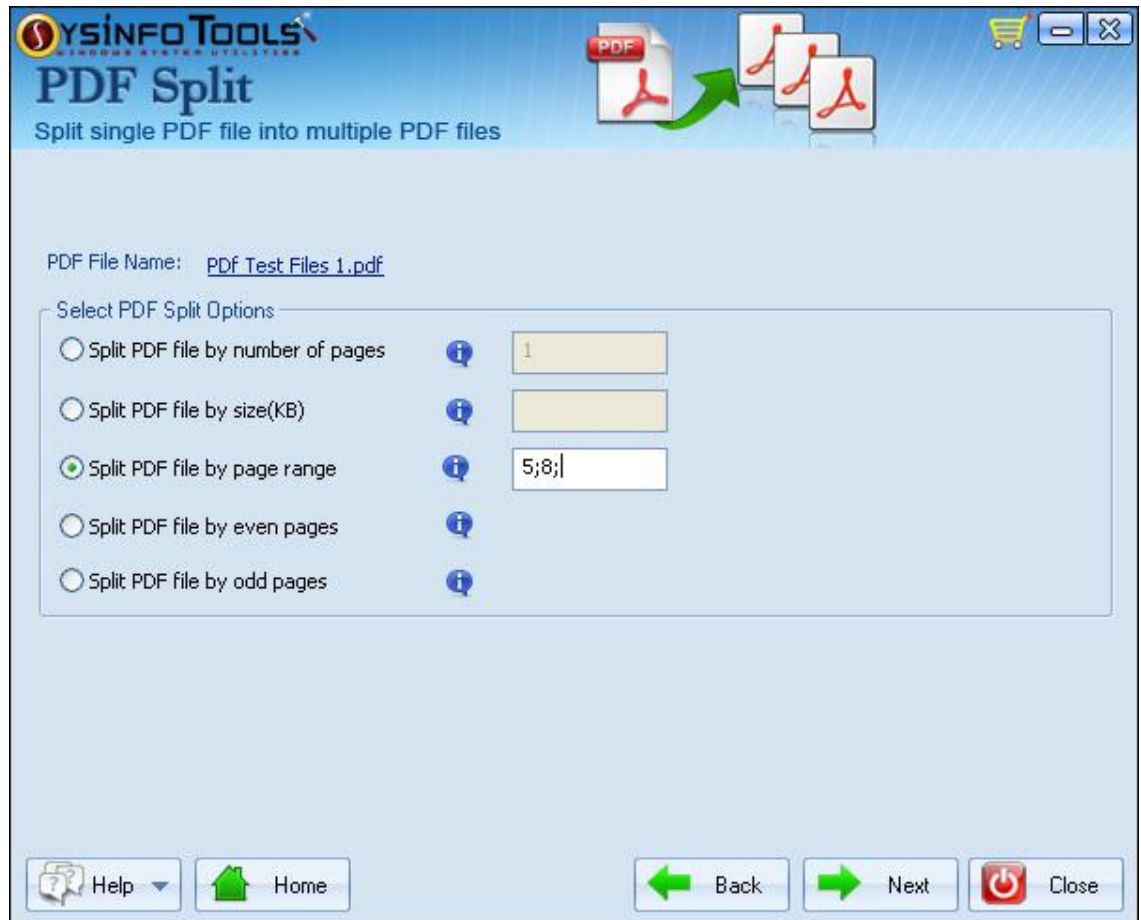 SYSINFO TOOLS
WINDOWS SYSTEM UTILITIES
PDF Split
Split single PDF file into multiple PDF files
PDF
PDF File Name: PDf Test Files 1.pdf
Select PDF Split Options
Split PDF file by number of pages 1
Split PDF file by size(KB)
Split PDF file by page range 5;8;
Split PDF file by even pages
Split PDF file by odd pages
Help Home Back Next Close